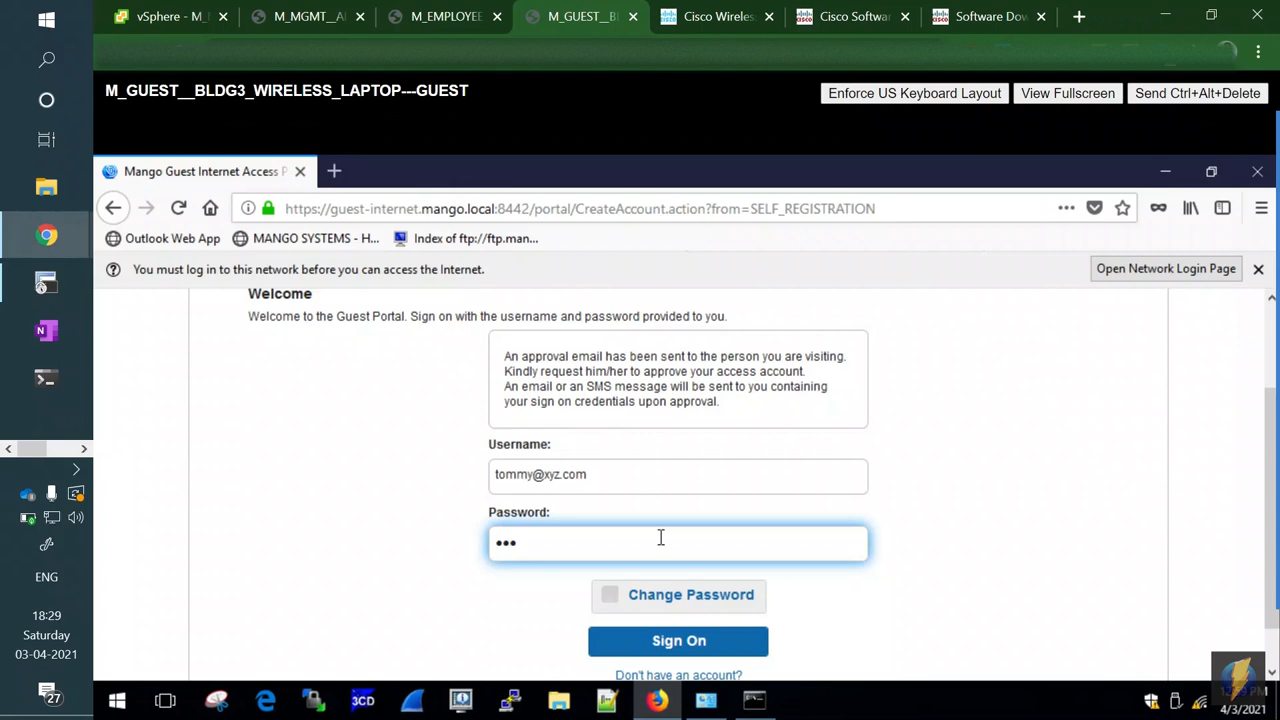 vSphere - M_
M_MGMT__AL
M_EMPLOYEE
M_GUEST__BL
Cisco Wireles
Cisco Softwar
Software Dow
M_GUEST__BLDG3_WIRELESS_LAPTOP---GUEST
Enforce US Keyboard Layout
View Fullscreen
Send Ctrl+Alt+Delete
Mango Guest Internet Access P
https://guest-internet.mango.local:8442/portal/CreateAccount.action?from=SELF_REGISTRATION
Outlook Web App
MANGO SYSTEMS - H...
Index of ftp://ftp.man...
You must log in to this network before you can access the Internet.
Open Network Login Page
Welcome
Welcome to the Guest Portal. Sign on with the username and password provided to you.
An approval email has been sent to the person you are visiting.
Kindly request him/her to approve your access account.
An email or an SMS message will be sent to you containing
your sign on credentials upon approval.
Username:
tommy@xyz.com
Password:
•••
Change Password
Sign On
Don't have an account?
ENG
18:29
Saturday
03-04-2021
27
3CD
4/3/2021